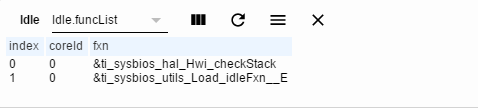 Idle Idle.funcList
index coreId fxn
0 0 &ti_sysbios_hal_Hwi_checkStack
1 0 &ti_sysbios_utils_Load_idleFxn__E